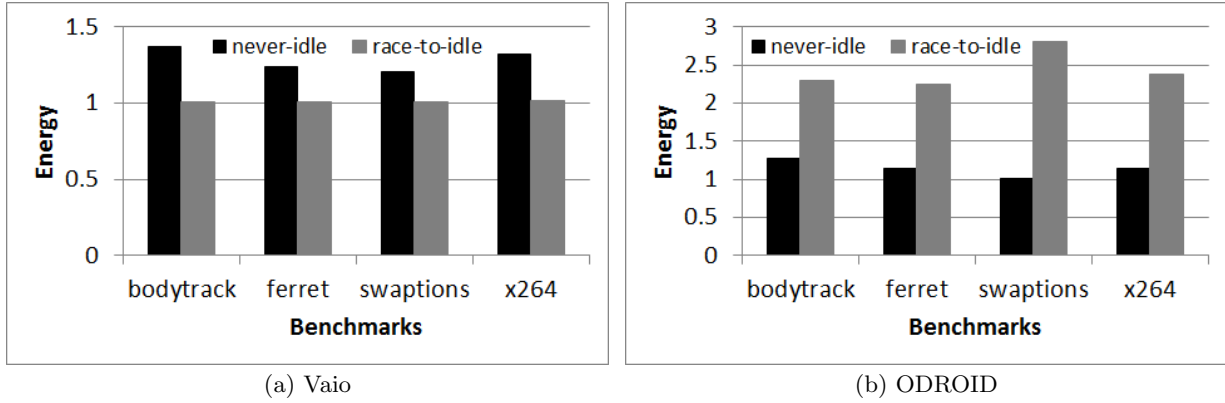 1.5
1
0.5
0
Energy
never-idle race-to-idle
bodytrack ferret swaptions x264
Benchmarks
(a) Vaio
3
2.5
2
1.5
1
0.5
0
Energy
never-idle race-to-idle
bodytrack ferret swaptions x264
Benchmarks
(b) ODROID